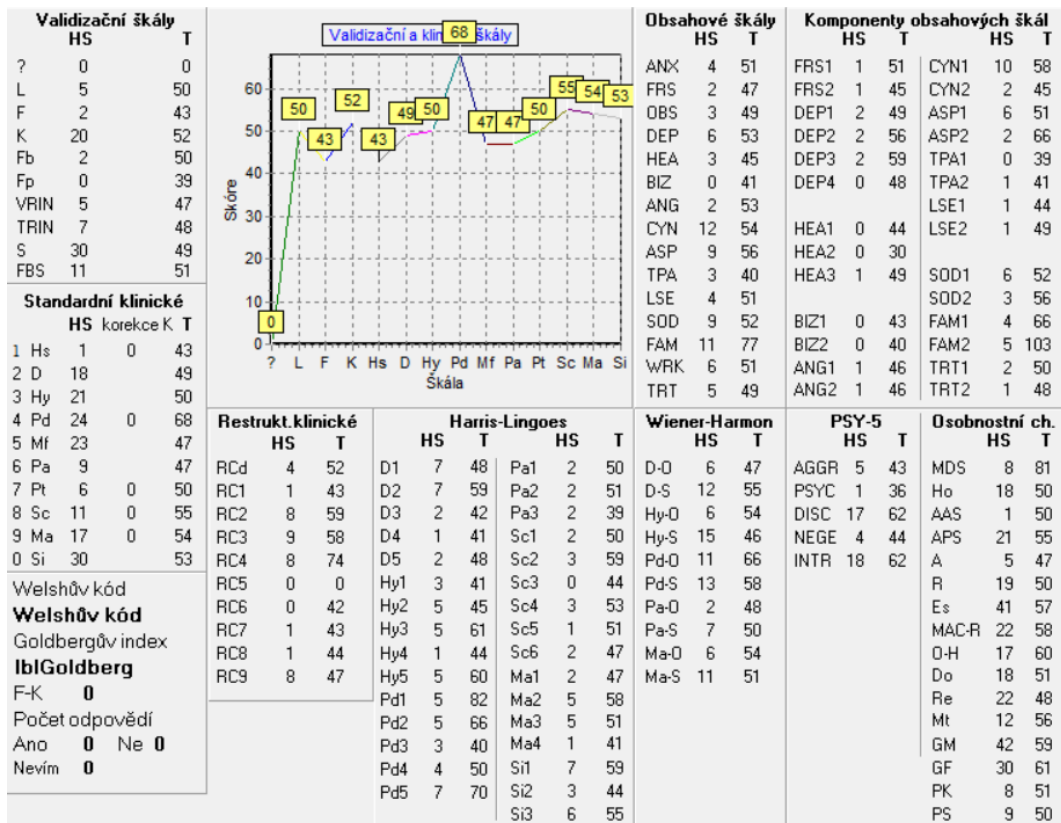 Validizační škály
HS T
? 0 0
L 5 50
F 2 43
K 20 52
Fb 2 50
Fp 0 39
VRIN 5 47
TRIN 7 48
S 30 49
FBS 11 51
Standardní klinické
HS korekce K T
1 Hs 1 0 43
2 D 18 49
3 Hy 21 50
4 Pd 24 0 68
5 Mf 23 47
6 Pa 9 47
7 Pt 6 0 50
8 Sc 11 0 55
9 Ma 17 0 54
0 Si 30 53
Welshův kód
Welshův kód
Goldbergův index
lblGoldberg
F-K 0
Počet odpovědí
Ano 0 Ne 0
Nevím 0
Validizační a klin škály
68
60
50
40
30
20
10
0
Skóre
0 50 43 52 43 49 50 47 47 50 55 54 53
? L F K Hs D Hy Pd Mf Pa Pt Sc Ma Si
Škála
Obsahové škály
HS T
ANX 4 51
FRS 2 47
OBS 3 49
DEP 6 53
HEA 3 45
BIZ 0 41
ANG 2 53
CYN 12 54
ASP 9 56
TPA 3 40
LSE 4 51
SOD 9 52
FAM 11 77
WRK 6 51
TRT 5 49
Komponenty obsahových škál
HS T HS T
FRS1 1 51 CYN1 10 58
FRS2 1 45 CYN2 2 45
DEP1 2 49 ASP1 6 51
DEP2 2 56 ASP2 2 66
DEP3 2 59 TPA1 0 39
DEP4 0 48 TPA2 1 41
LSE1 1 44
HEA1 0 44 LSE2 1 49
HEA2 0 30
HEA3 1 49 SOD1 6 52
SOD2 3 56
BIZ1 0 43 FAM1 4 66
BIZ2 0 40 FAM2 5 103
ANG1 1 46 TRT1 2 50
ANG2 1 46 TRT2 1 48
Restrukt.klinické
HS T
RCd 4 52
RC1 1 43
RC2 8 59
RC3 9 58
RC4 8 74
RC5 0 0
RC6 0 42
RC7 1 43
RC8 1 44
RC9 8 47
Harris-Lingoes
HS T HS T
D1 7 48 Pa1 2 50
D2 7 59 Pa2 2 51
D3 2 42 Pa3 2 39
D4 1 41 Sc1 2 50
D5 2 48 Sc2 3 59
Hy1 3 41 Sc3 0 44
Hy2 5 45 Sc4 3 53
Hy3 5 61 Sc5 1 51
Hy4 1 44 Sc6 2 47
Hy5 5 60 Ma1 2 47
Pd1 5 82 Ma2 5 58
Pd2 5 66 Ma3 5 51
Pd3 3 40 Ma4 1 41
Pd4 4 50 Si1 7 59
Pd5 7 70 Si2 3 44
Si3 6 55
Wiener-Harmon
HS T
D-O 6 47
D-S 12 55
Hy-O 6 54
Hy-S 15 46
Pd-O 11 66
Pd-S 13 58
Pa-O 2 48
Pa-S 7 50
Ma-O 6 54
Ma-S 11 51
PSY-5
HS T
AGGR 5 43
PSYC 1 36
DISC 17 62
NEGE 4 44
INTR 18 62
Osobnostní ch.
HS T
MDS 8 81
Ho 18 50
AAS 1 50
APS 21 55
A 5 47
R 19 50
Es 41 57
MAC-R 22 58
O-H 17 60
Do 18 51
Re 22 48
Mt 12 56
GM 42 59
GF 30 61
PK 8 51
PS 9 50